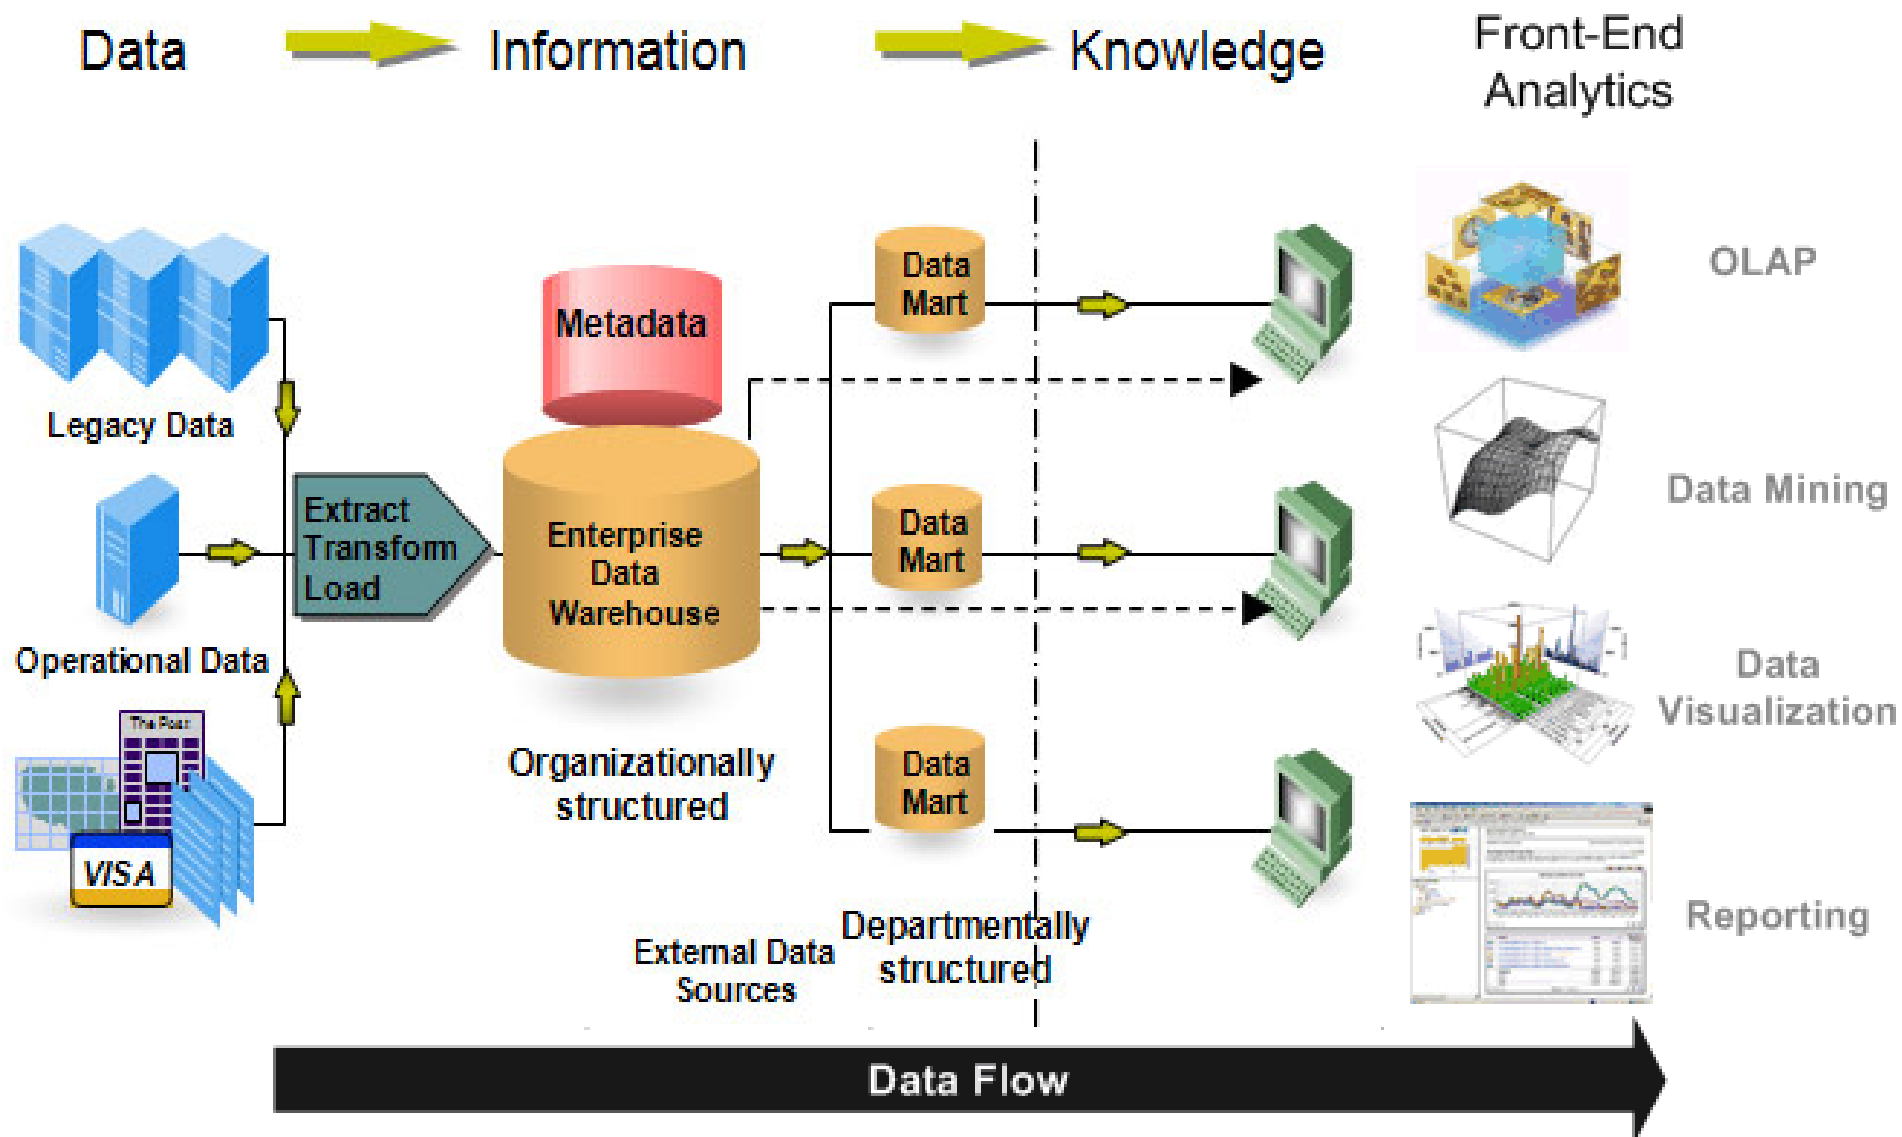 Data
Information
Knowledge
Front-End
Analytics
Legacy Data
Operational Data
The Post
VISA
Extract
Transform
Load
Metadata
Enterprise
Data
Warehouse
Organizationally
structured
Data
Mart
Data
Mart
Data
Mart
External Data
Sources
Departmentally
structured
OLAP
Data Mining
Data
Visualization
Reporting
Data Flow